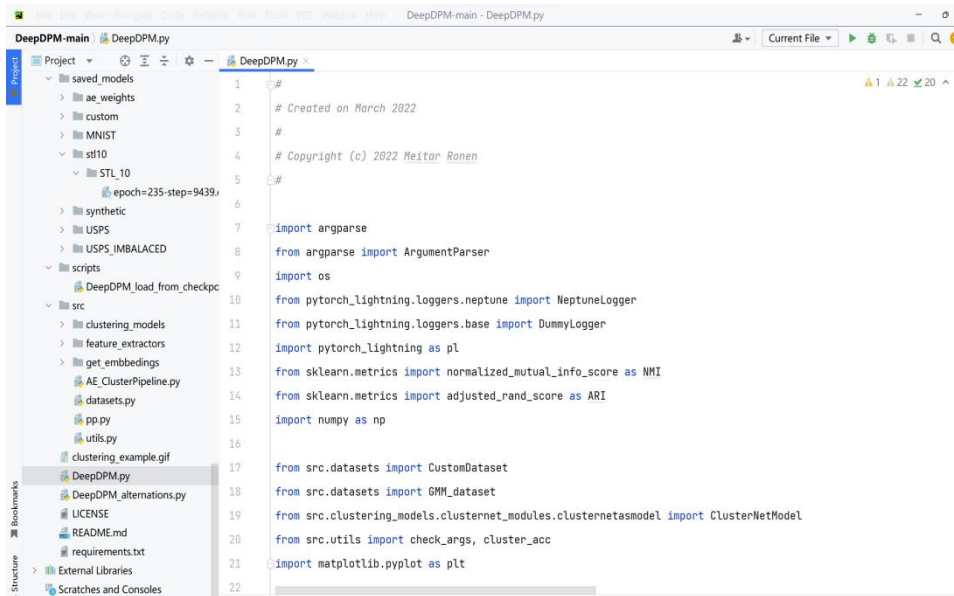 File Edit View Navigate Code Refactor Run Tools VCS Window Help DeepDPM-main - DeepDPM.py
DeepDPM-main DeepDPM.py Current File
Project DeepDPM.py
Project
saved_models
ae_weights
custom
MNIST
stl10
STL_10
epoch=235-step=9439.
synthetic
USPS
USPS_IMBALACED
scripts
DeepDPM_load_from_checkpc
src
clustering_models
feature_extractors
get_embbedings
AE_ClusterPipeline.py
datasets.py
pp.py
utils.py
clustering_example.gif
DeepDPM.py
DeepDPM_alternations.py
LICENSE
README.md
requirements.txt
External Libraries
Scratches and Consoles
Bookmarks
Structure
1 22 20
1 #
2 # Created on March 2022
3 #
4 # Copyright (c) 2022 Meitar Ronen
5 #
6
7 import argparse
8 from argparse import ArgumentParser
9 import os
10 from pytorch_lightning.loggers.neptune import NeptuneLogger
11 from pytorch_lightning.loggers.base import DummyLogger
12 import pytorch_lightning as pl
13 from sklearn.metrics import normalized_mutual_info_score as NMI
14 from sklearn.metrics import adjusted_rand_score as ARI
15 import numpy as np
16
17 from src.datasets import CustomDataset
18 from src.datasets import GMM_dataset
19 from src.clustering_models.clusternet_modules.clusternetasmodel import ClusterNetModel
20 from src.utils import check_args, cluster_acc
21 import matplotlib.pyplot as plt
22